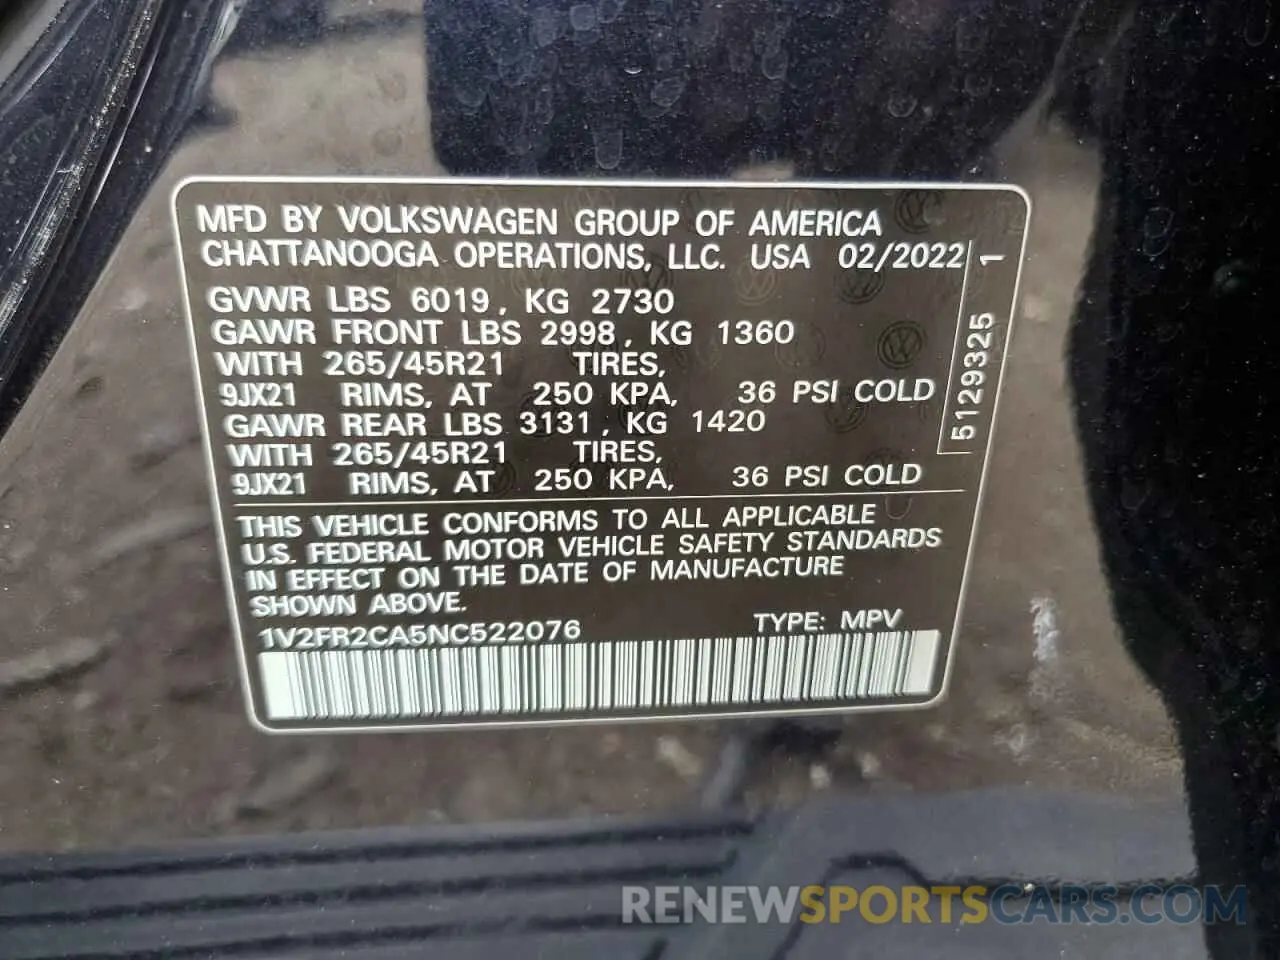 MFD BY VOLKSWAGEN GROUP OF AMERICA
CHATTANOOGA OPERATIONS, LLC. USA 02/2022
GVWR LBS 6019, KG 2730
GAWR FRONT LBS 2998, KG 1360
WITH 265/45R21 TIRES,
9JX21 RIMS, AT 250 KPA, 36 PSI COLD
GAWR REAR LBS 3131, KG 1420
WITH 265/45R21 TIRES,
9JX21 RIMS, AT 250 KPA, 36 PSI COLD
5129325 1
THIS VEHICLE CONFORMS TO ALL APPLICABLE
U.S. FEDERAL MOTOR VEHICLE SAFETY STANDARDS
IN EFFECT ON THE DATE OF MANUFACTURE
SHOWN ABOVE.
1V2FR2CA5NC522076 TYPE: MPV
RENEWSPORTSCARS.COM